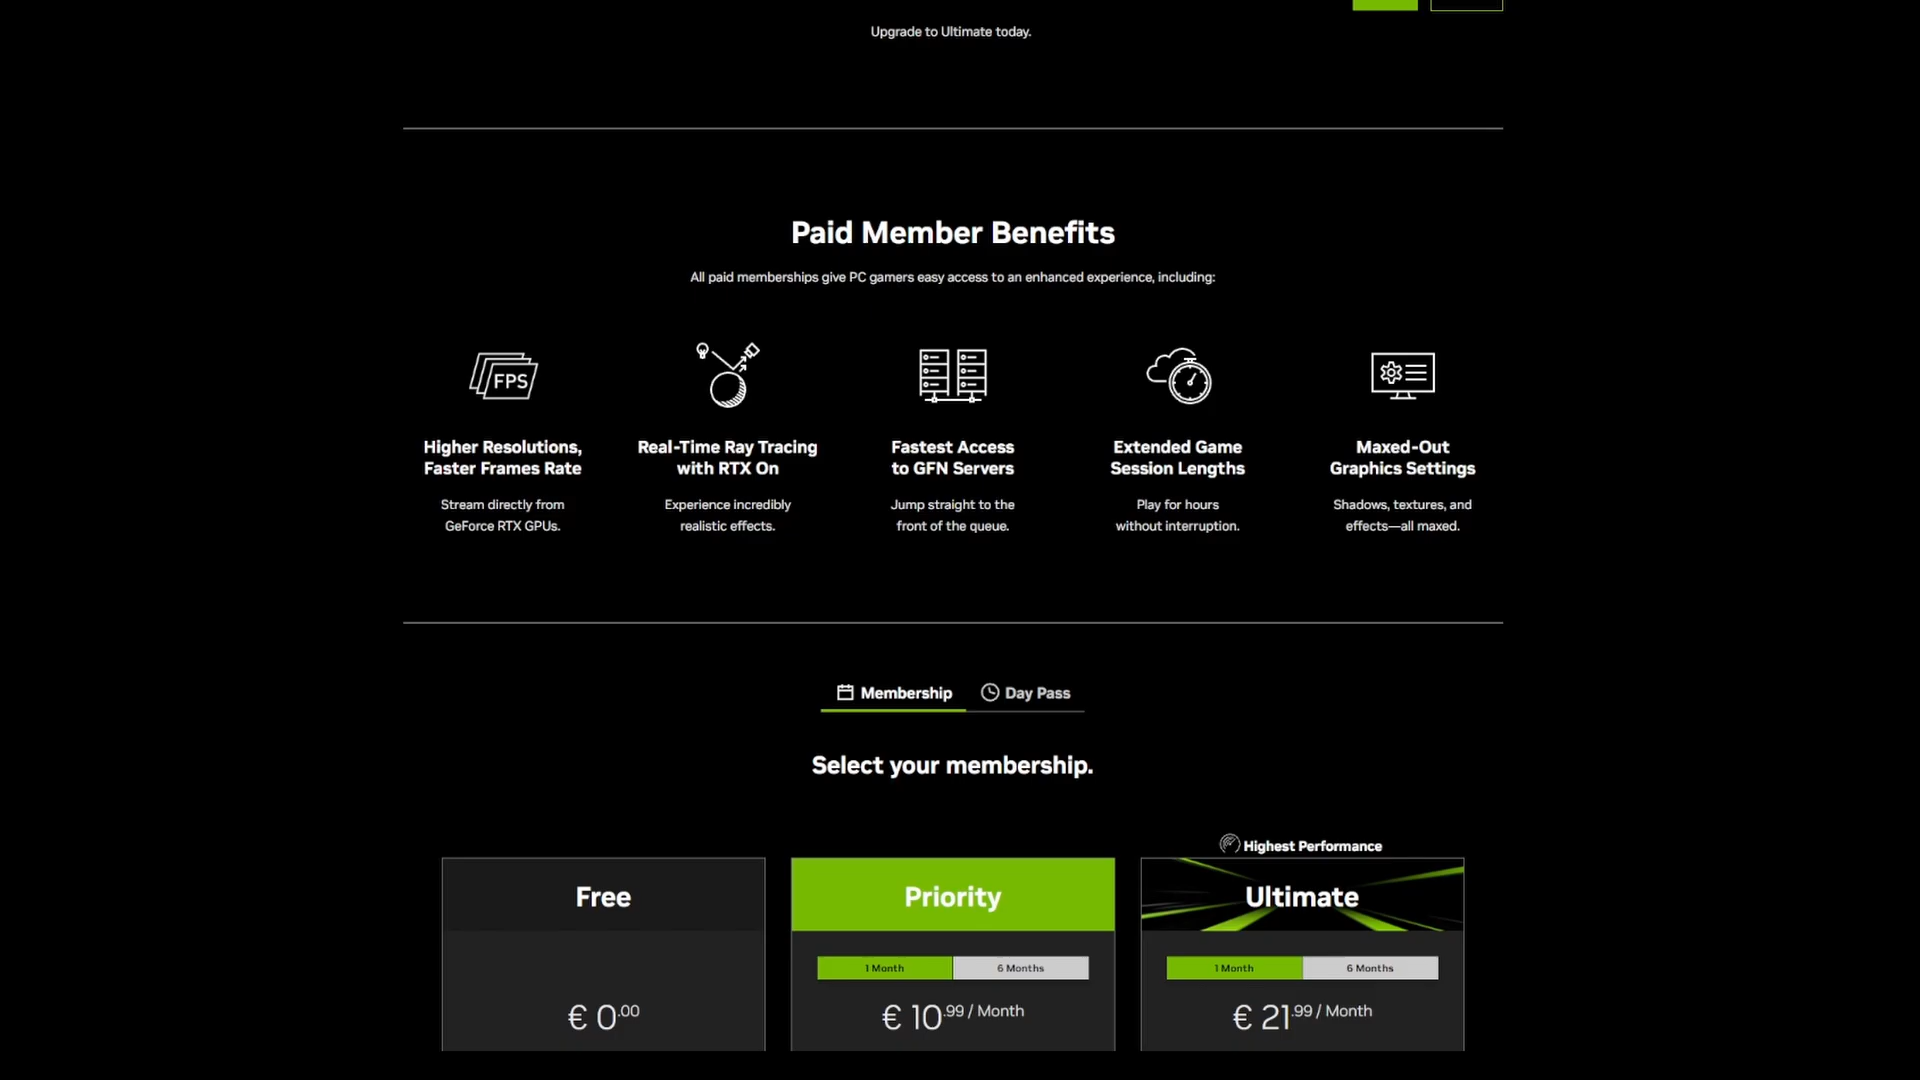 Upgrade to Ultimate today.
Paid Member Benefits
All paid memberships give PC gamers easy access to an enhanced experience, including:
FPS
Higher Resolutions,
Faster Frames Rate
Stream directly from
GeForce RTX GPUs.
Real-Time Ray Tracing
with RTX On
Experience incredibly
realistic effects.
Fastest Access
to GFN Servers
Jump straight to the
front of the queue.
Extended Game
Session Lengths
Play for hours
without interruption.
Maxed-Out
Graphics Settings
Shadows, textures, and
effects—all maxed.
Membership
Day Pass
Select your membership.
Free
€ 0.00
Priority
1 Month
6 Months
€ 10.99 / Month
Highest Performance
Ultimate
1 Month
6 Months
€ 21.99 / Month